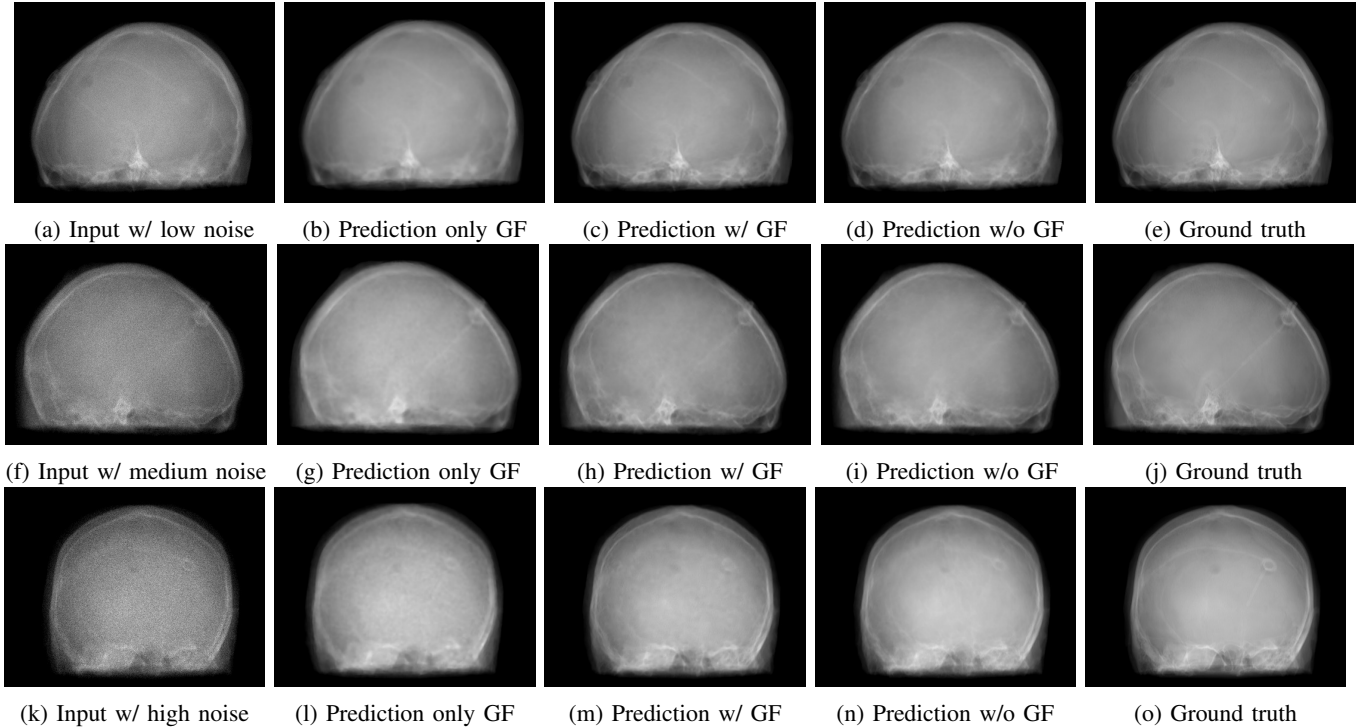 (a) Input w/ low noise (b) Prediction only GF (c) Prediction w/ GF (d) Prediction w/o GF (e) Ground truth
(f) Input w/ medium noise (g) Prediction only GF (h) Prediction w/ GF (i) Prediction w/o GF (j) Ground truth
(k) Input w/ high noise (l) Prediction only GF (m) Prediction w/ GF (n) Prediction w/o GF (o) Ground truth